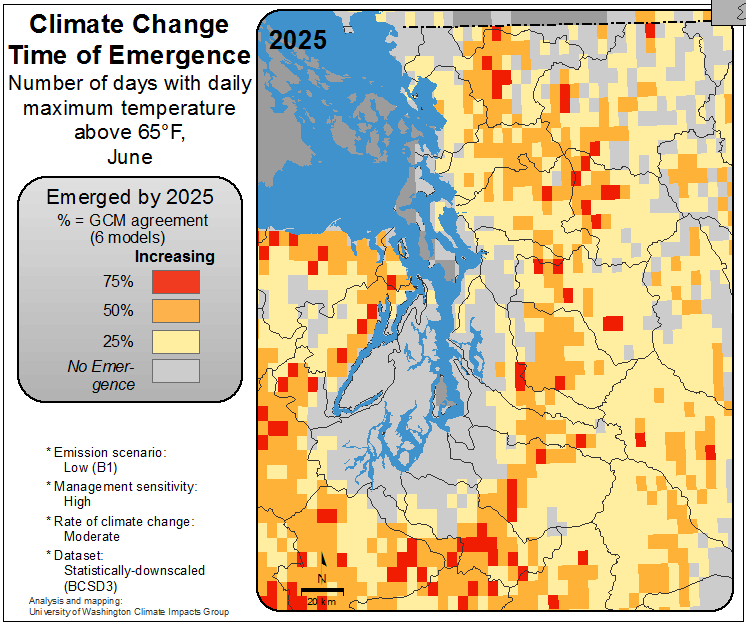 Climate Change
Time of Emergence
Number of days with daily
maximum temperature
above 65°F,
June
Emerged by 2025
% = GCM agreement
(6 models)
Increasing
75%
50%
25%
No Emer-
gence
* Emission scenario:
Low (B1)
* Management sensitivity:
High
* Rate of climate change:
Moderate
* Dataset:
Statistically-downscaled
(BCSD3)
Analysis and mapping:
University of Washington Climate Impacts Group
2025
N
20 km